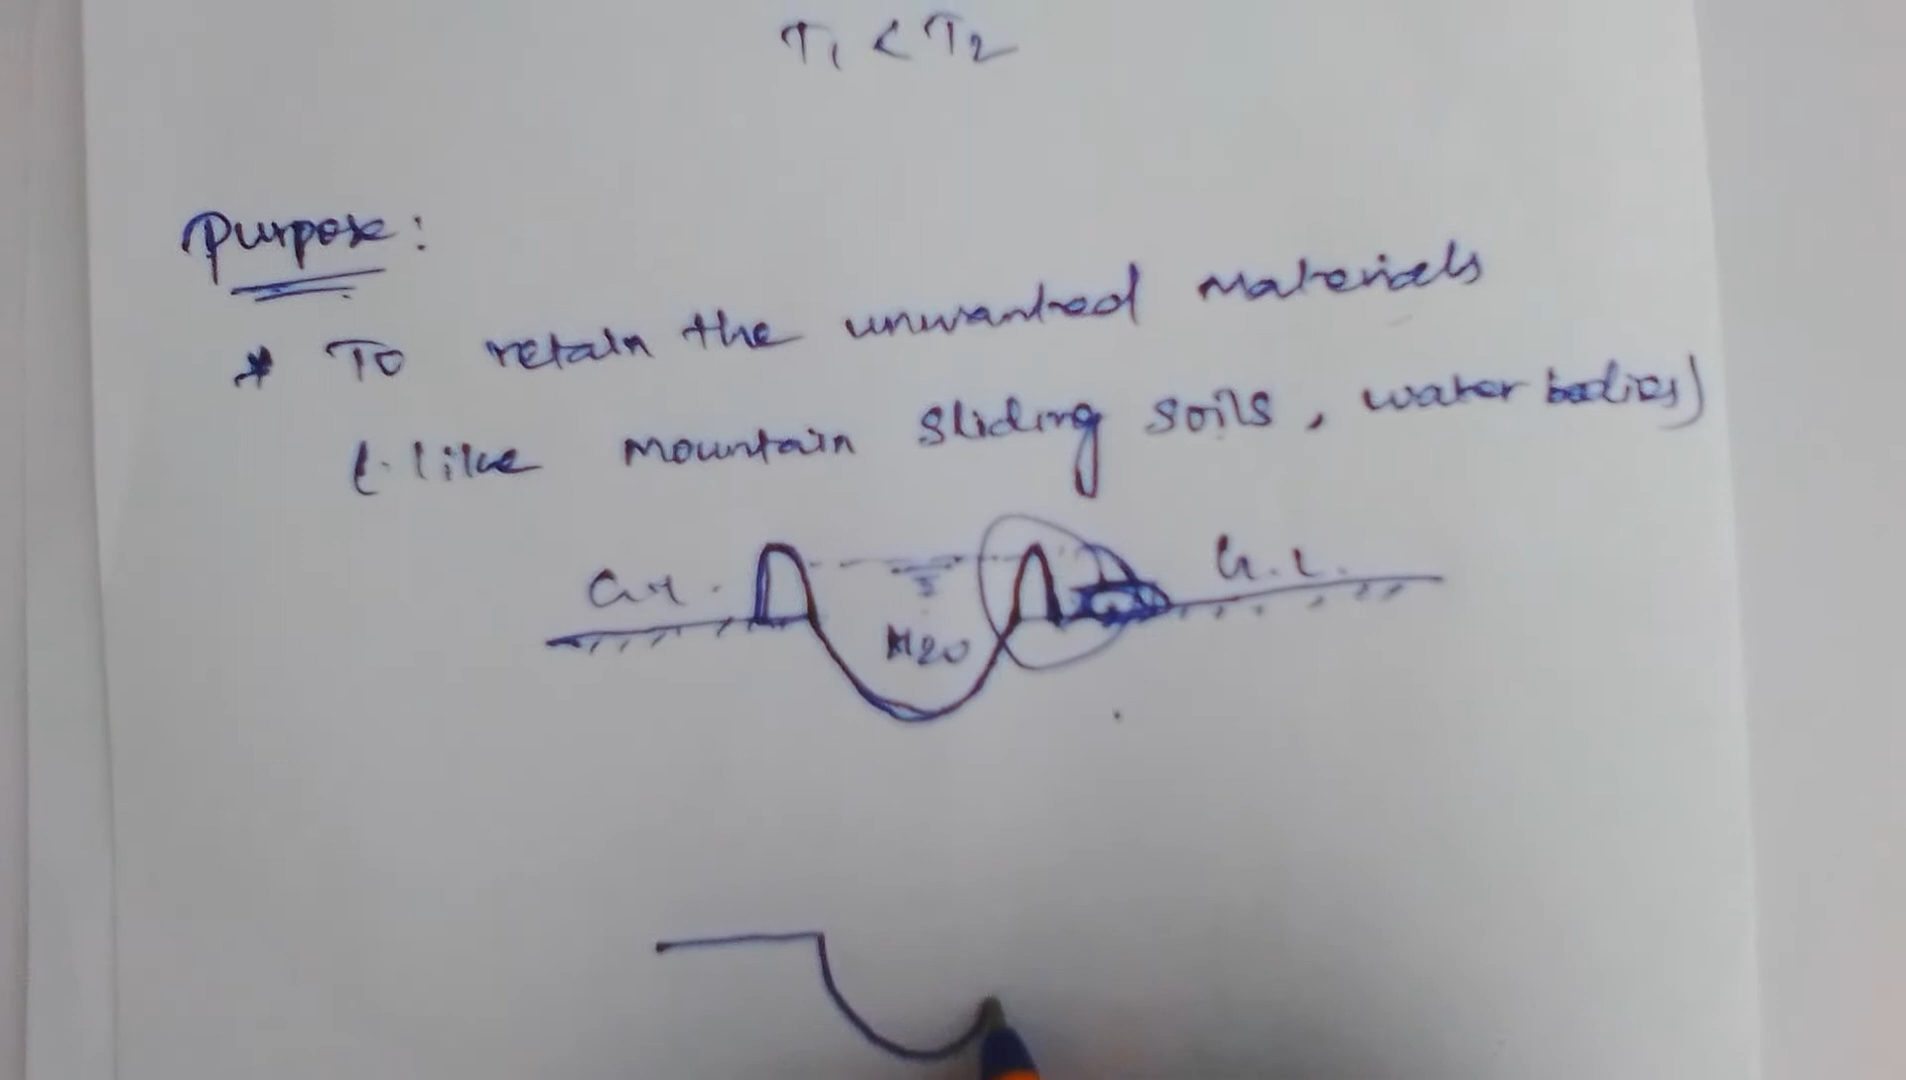 T1 < T2
Purpose:
* To retain the unwanted materials
(. like mountain sliding soils, water bodies)
G.L. H2O G.L.